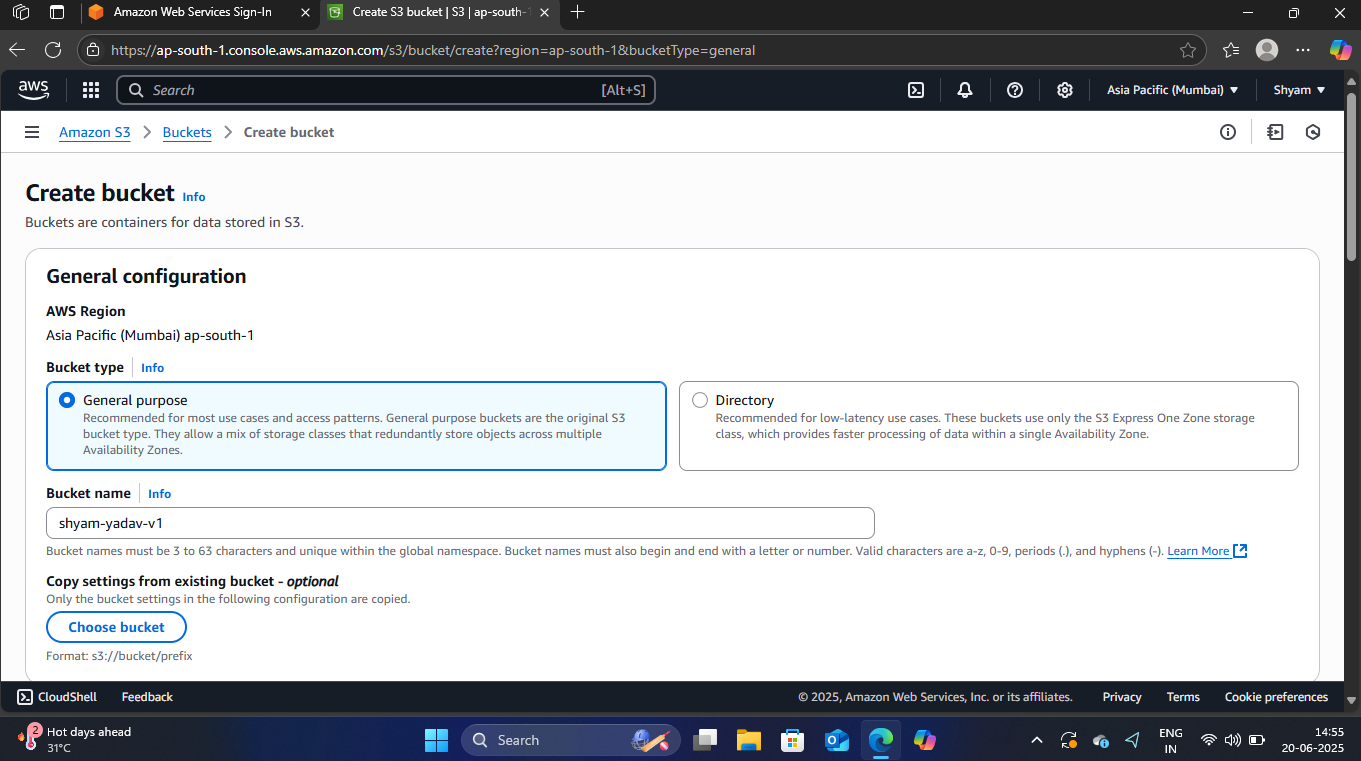 Amazon Web Services Sign-In
Create S3 bucket | S3 | ap-south-
https://ap-south-1.console.aws.amazon.com/s3/bucket/create?region=ap-south-1&bucketType=general
aws
Search
[Alt+S]
Asia Pacific (Mumbai)
Shyam
Amazon S3
Buckets
Create bucket
Create bucket Info
Buckets are containers for data stored in S3.
General configuration
AWS Region
Asia Pacific (Mumbai) ap-south-1
Bucket type
Info
General purpose
Recommended for most use cases and access patterns. General purpose buckets are the original S3
bucket type. They allow a mix of storage classes that redundantly store objects across multiple
Availability Zones.
Directory
Recommended for low-latency use cases. These buckets use only the S3 Express One Zone storage
class, which provides faster processing of data within a single Availability Zone.
Bucket name
Info
shyam-yadav-v1
Bucket names must be 3 to 63 characters and unique within the global namespace. Bucket names must also begin and end with a letter or number. Valid characters are a-z, 0-9, periods (.), and hyphens (-). Learn More
Copy settings from existing bucket - optional
Only the bucket settings in the following configuration are copied.
Choose bucket
Format: s3://bucket/prefix
CloudShell
Feedback
© 2025, Amazon Web Services, Inc. or its affiliates.
Privacy
Terms
Cookie preferences
2
Hot days ahead
31°C
Search
ENG
IN
14:55
20-06-2025